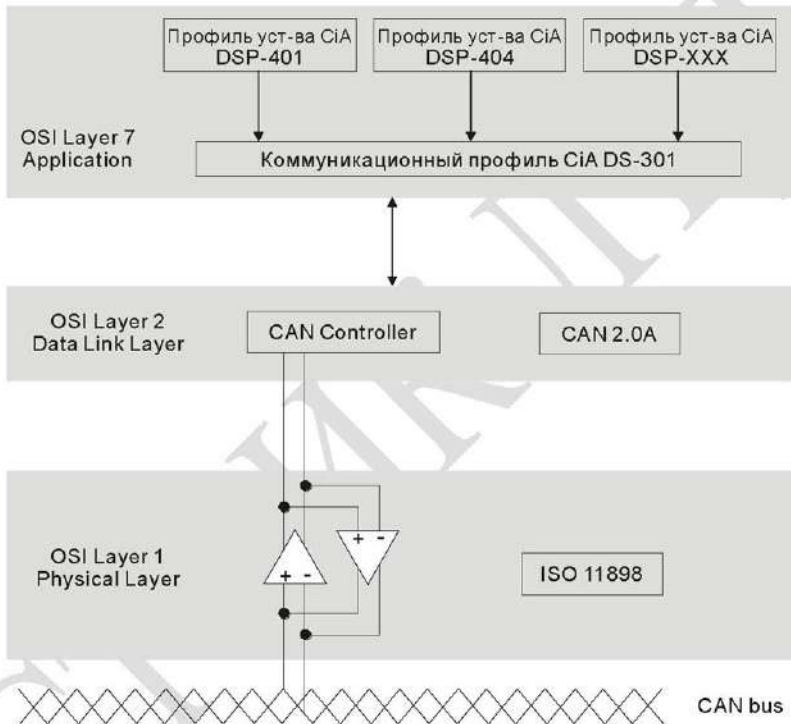 Профиль уст-ва CiA
DSP-401
Профиль уст-ва CiA
DSP-404
Профиль уст-ва CiA
DSP-XXX
OSI Layer 7
Application
Коммуникационный профиль CiA DS-301
OSI Layer 2
Data Link Layer
CAN Controller
CAN 2.0A
OSI Layer 1
Physical Layer
+ -
+ -
ISO 11898
CAN bus